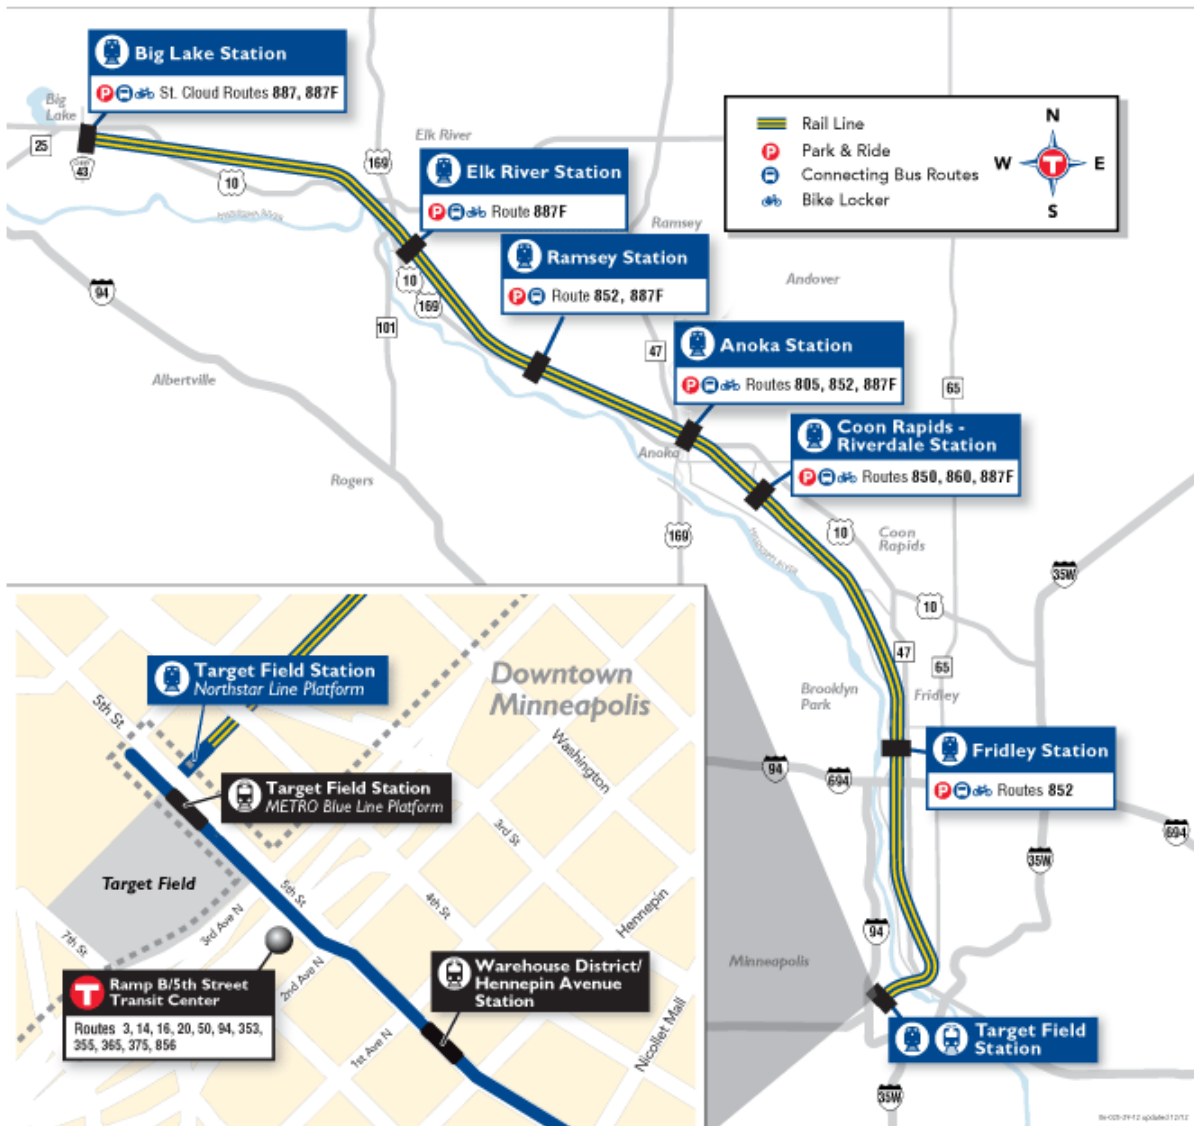 Big Lake Station
P St. Cloud Routes 887, 887F
Big
Lake
25
43
10
Elk River
169
Elk River Station
P Route 887F
MISSISSIPPI RIVER
Ramsey
Ramsey Station
P Route 852, 887F
10
169
94
101
Albertville
Rogers
Rail Line
P Park & Ride
Connecting Bus Routes
Bike Locker
N
W T E
S
Andover
47
65
Anoka Station
P Routes 805, 852, 887F
Anoka
Coon Rapids -
Riverdale Station
P Routes 850, 860, 887F
169
MISSISSIPPI RIVER
10
Coon
Rapids
35W
10
47
65
Brooklyn
Park
Fridley
94
694
Fridley Station
P Routes 852
694
35W
94
Minneapolis
Target Field
Station
35W
Downtown
Minneapolis
Target Field Station
Northstar Line Platform
5th St
Washington
Target Field Station
METRO Blue Line Platform
3rd St
Target Field
5th St
4th St
Hennepin
3rd Ave N
7th St
2nd Ave N
T Ramp B/5th Street
Transit Center
Routes 3, 14, 16, 20, 50, 94, 353,
355, 365, 375, 856
Warehouse District/
Hennepin Avenue
Station
1st Ave N
Nicollet Mall